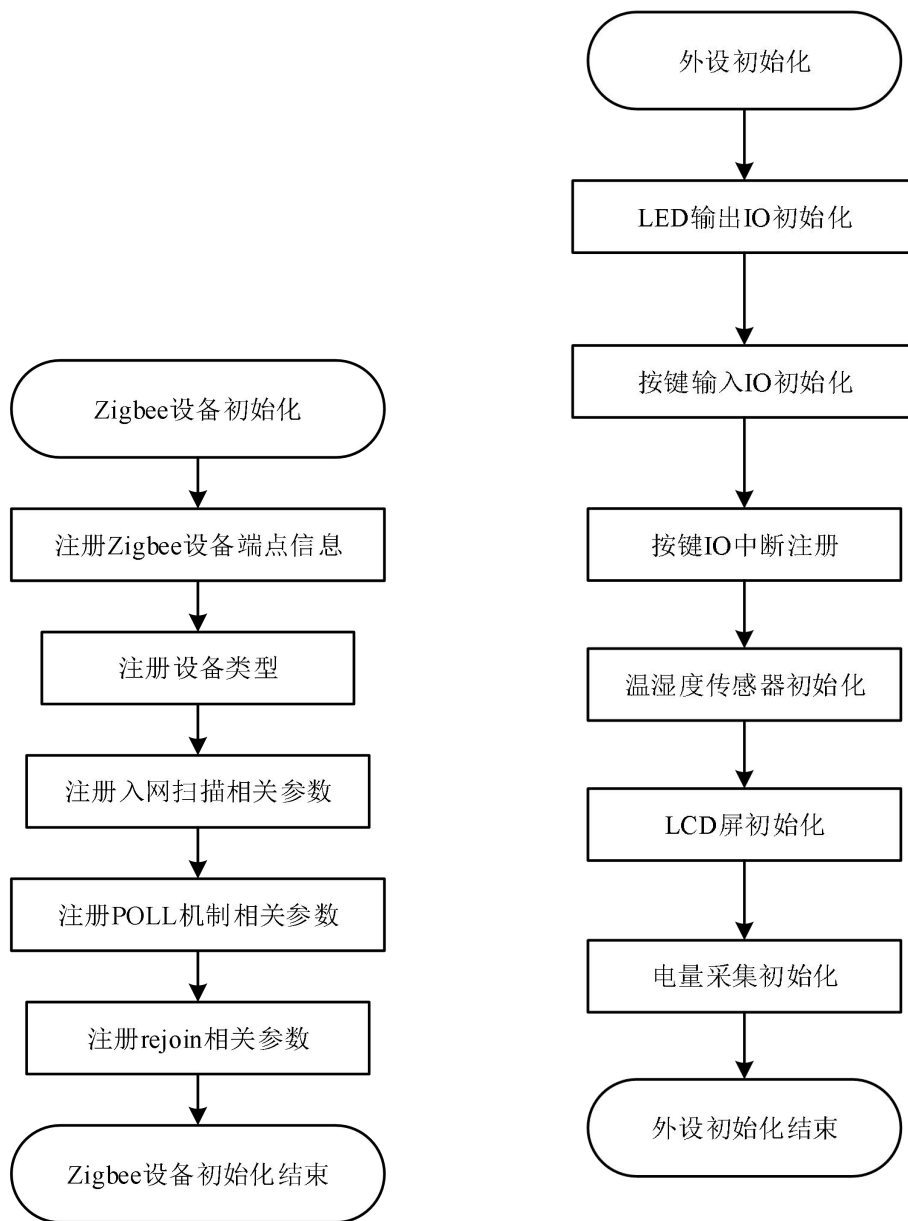 Zigbee设备初始化
注册Zigbee设备端点信息
注册设备类型
注册入网扫描相关参数
注册POLL机制相关参数
注册rejoin相关参数
Zigbee设备初始化结束
外设初始化
LED输出IO初始化
按键输入IO初始化
按键IO中断注册
温湿度传感器初始化
LCD屏初始化
电量采集初始化
外设初始化结束